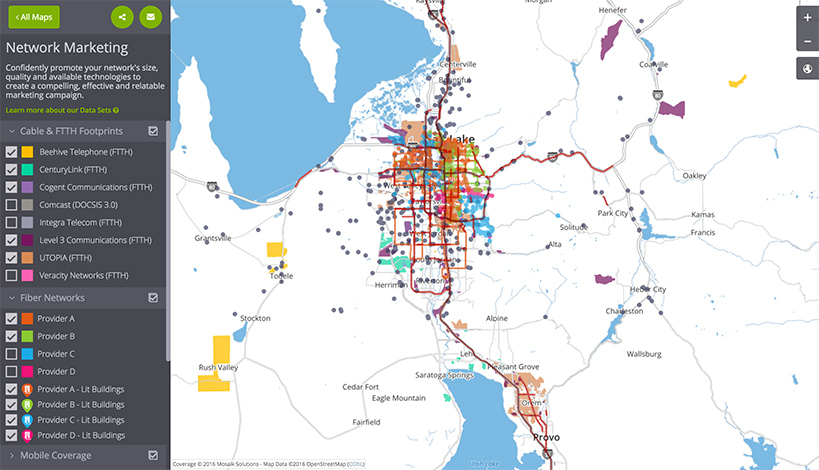 ‹ All Maps
Network Marketing
Confidently promote your network's size,
quality and available technologies to
create a compelling, effective and relatable
marketing campaign.
Learn more about our Data Sets
Cable & FTTH Footprints
Beehive Telephone (FTTH)
CenturyLink (FTTH)
Cogent Communications (FTTH)
Comcast (DOCSIS 3.0)
Integra Telecom (FTTH)
Level 3 Communications (FTTH)
UTOPIA (FTTH)
Veracity Networks (FTTH)
Fiber Networks
Provider A
Provider B
Provider C
Provider D
Provider A - Lit Buildings
Provider B - Lit Buildings
Provider C - Lit Buildings
Provider D - Lit Buildings
Mobile Coverage
Kaysville
Henefer
Centerville
Bountiful
Coalville
Lake
Oakley
Park City
Kamas
Francis
Solitude
Alta
Grantsville
Tooele
Herriman
Riverton
Heber City
Charleston
Stockton
Alpine
Wallsburg
Lehi
Pleasant Grove
Rush Valley
Saratoga Springs
Cedar Fort
Eagle Mountain
Orem
Fairfield
Provo
Utah Lake
Coverage © 2016 Mosaik Solutions - Map Data ©2016 OpenStreetMap (ODbL)
+
−